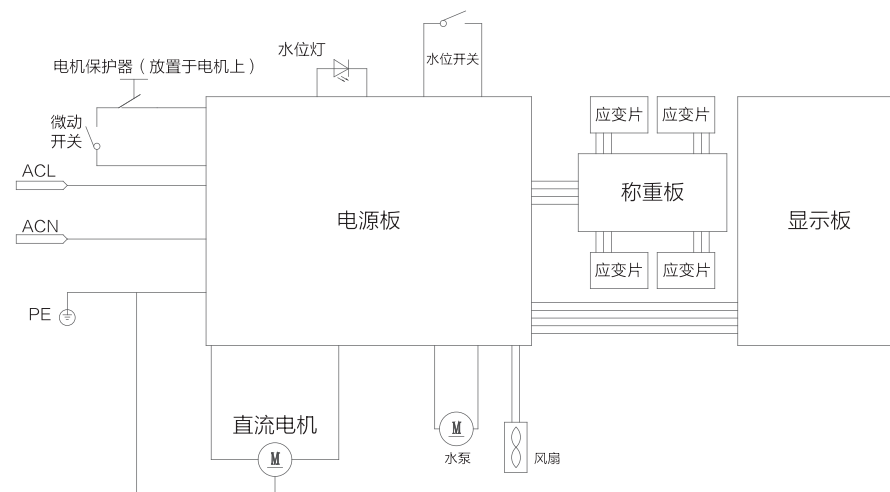 水位灯
水位开关
电机保护器（放置于电机上）
微动
开关
ACL
ACN
PE
电源板
应变片
应变片
称重板
应变片
应变片
显示板
直流电机
M
M
水泵
风扇